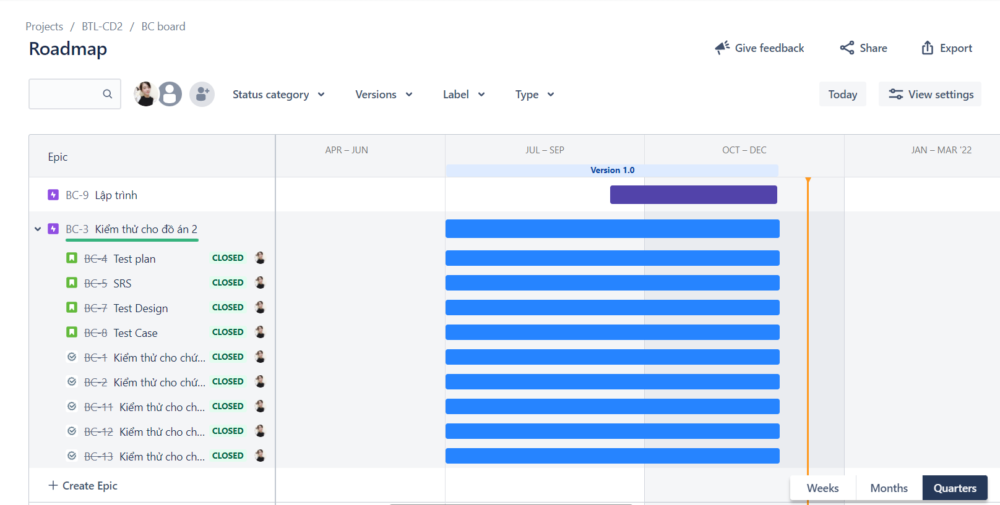 Projects / BTL-CD2 / BC board
Roadmap
Give feedback Share Export
Status category Versions Label Type Today View settings
Epic APR – JUN JUL – SEP OCT – DEC JAN – MAR '22
Version 1.0
BC-9 Lập trình
BC-3 Kiểm thử cho đồ án 2
BC-4 Test plan CLOSED
BC-5 SRS CLOSED
BC-7 Test Design CLOSED
BC-8 Test Case CLOSED
BC-1 Kiểm thử cho chứ... CLOSED
BC-2 Kiểm thử cho chứ... CLOSED
BC-11 Kiểm thử cho ch... CLOSED
BC-12 Kiểm thử cho ch... CLOSED
BC-13 Kiểm thử cho ch... CLOSED
+ Create Epic
Weeks Months Quarters